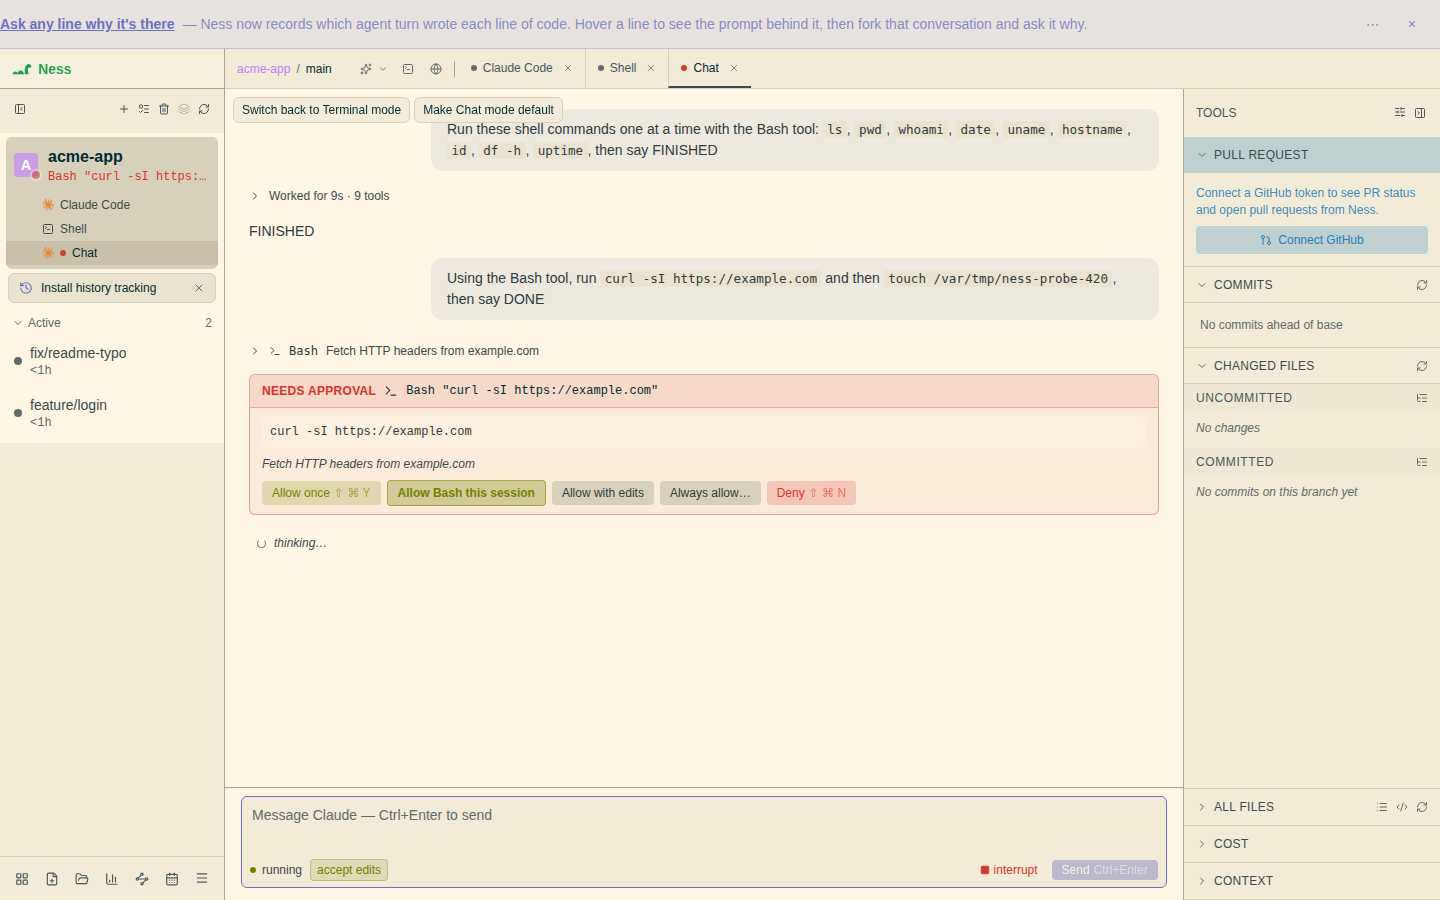 Ask any line why it's there — Ness now records which agent turn wrote each line of code. Hover a line to see the prompt behind it, then fork that conversation and ask it why.
Ness
acme-app / main
Claude Code
Shell
Chat
Switch back to Terminal mode
Make Chat mode default
A
acme-app
Bash "curl -sI https:…
Claude Code
Shell
Chat
Install history tracking
Active 2
fix/readme-typo
<1h
feature/login
<1h
Run these shell commands one at a time with the Bash tool: ls, pwd, whoami, date, uname, hostname,
id, df -h, uptime, then say FINISHED
Worked for 9s · 9 tools
FINISHED
Using the Bash tool, run curl -sI https://example.com and then touch /var/tmp/ness-probe-420,
then say DONE
Bash Fetch HTTP headers from example.com
NEEDS APPROVAL Bash "curl -sI https://example.com"
curl -sI https://example.com
Fetch HTTP headers from example.com
Allow once ⇧ ⌘ Y
Allow Bash this session
Allow with edits
Always allow…
Deny ⇧ ⌘ N
thinking…
Message Claude — Ctrl+Enter to send
running
accept edits
interrupt
Send Ctrl+Enter
TOOLS
PULL REQUEST
Connect a GitHub token to see PR status
and open pull requests from Ness.
Connect GitHub
COMMITS
No commits ahead of base
CHANGED FILES
UNCOMMITTED
No changes
COMMITTED
No commits on this branch yet
ALL FILES
COST
CONTEXT